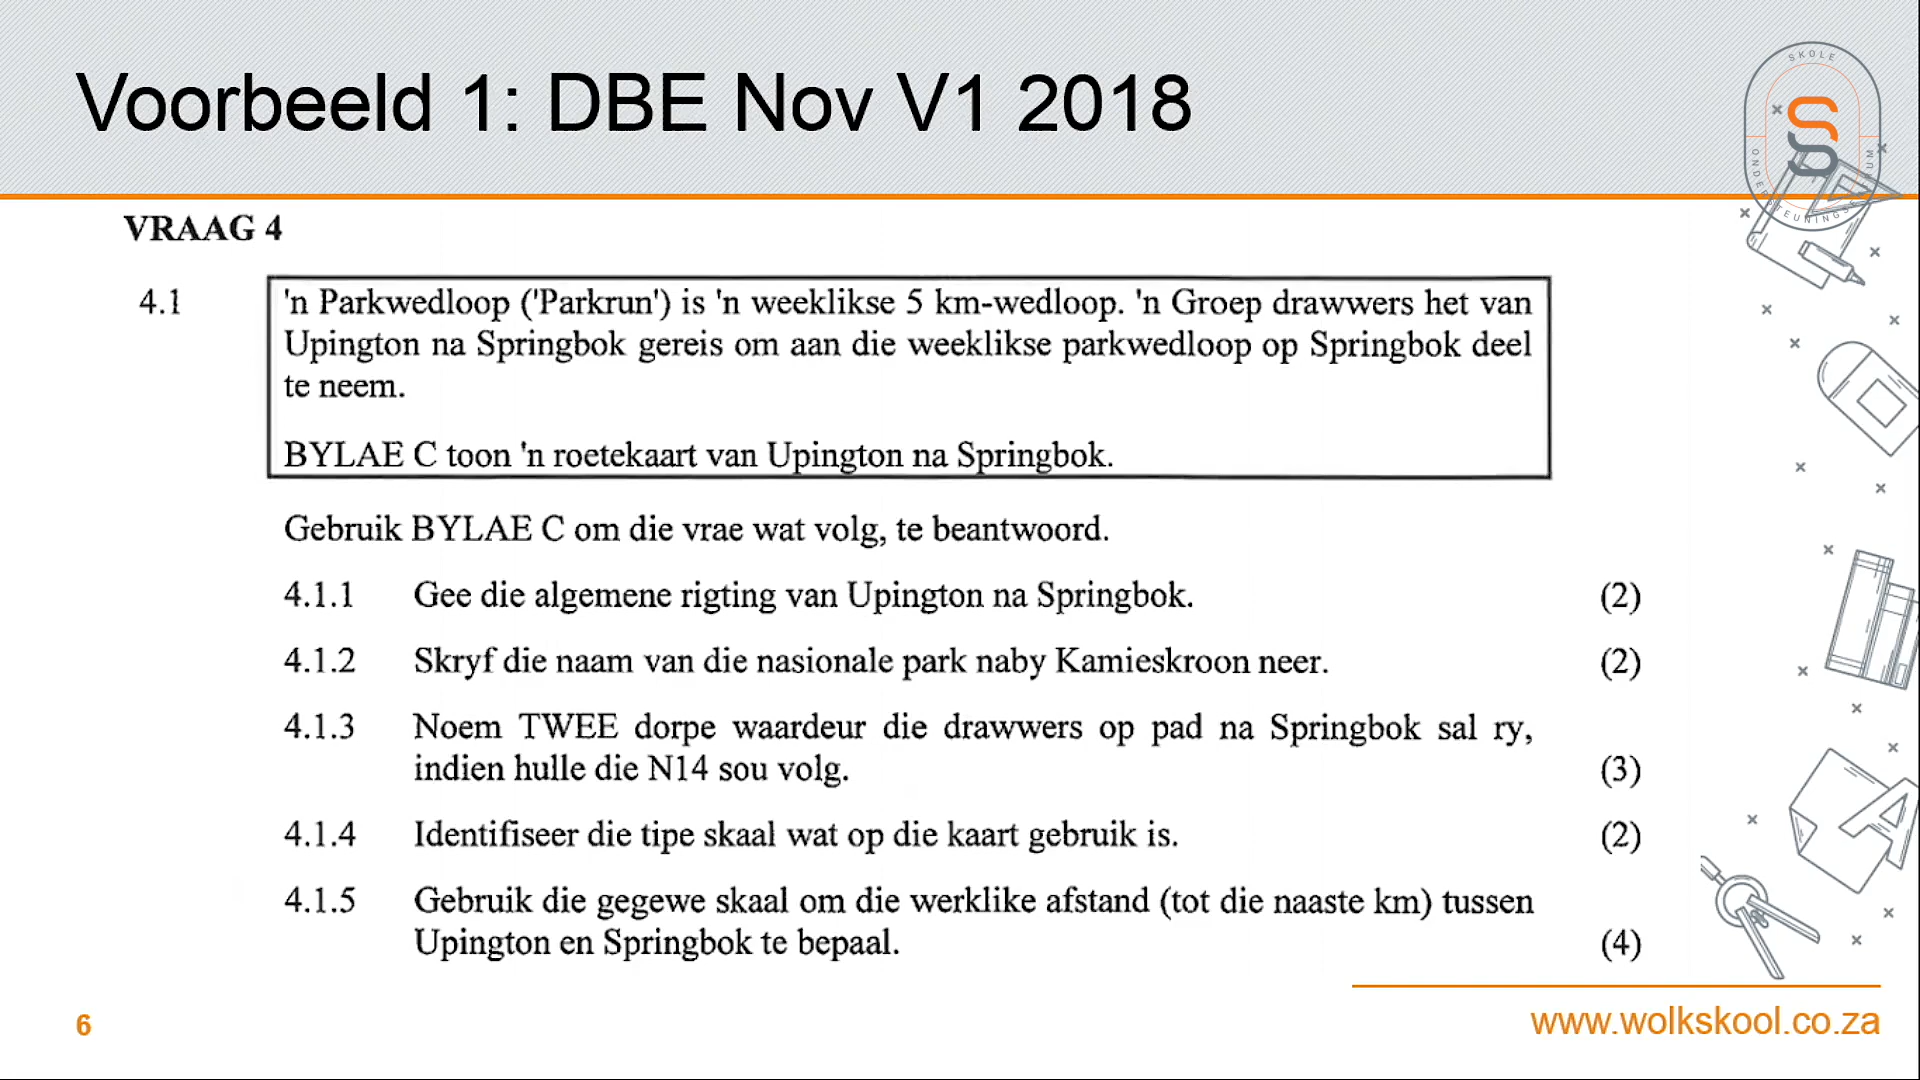 Voorbeeld 1: DBE Nov V1 2018
SKOLE
ONDERSTEUNINGSENTRUM
VRAAG 4
4.1 'n Parkwedloop ('Parkrun') is 'n weeklikse 5 km-wedloop. 'n Groep drawwers het van
Upington na Springbok gereis om aan die weeklikse parkwedloop op Springbok deel
te neem.
BYLAE C toon 'n roetekaart van Upington na Springbok.
Gebruik BYLAE C om die vrae wat volg, te beantwoord.
4.1.1 Gee die algemene rigting van Upington na Springbok. (2)
4.1.2 Skryf die naam van die nasionale park naby Kamieskroon neer. (2)
4.1.3 Noem TWEE dorpe waardeur die drawwers op pad na Springbok sal ry,
indien hulle die N14 sou volg. (3)
4.1.4 Identifiseer die tipe skaal wat op die kaart gebruik is. (2)
4.1.5 Gebruik die gegewe skaal om die werklike afstand (tot die naaste km) tussen
Upington en Springbok te bepaal. (4)
6
www.wolkskool.co.za